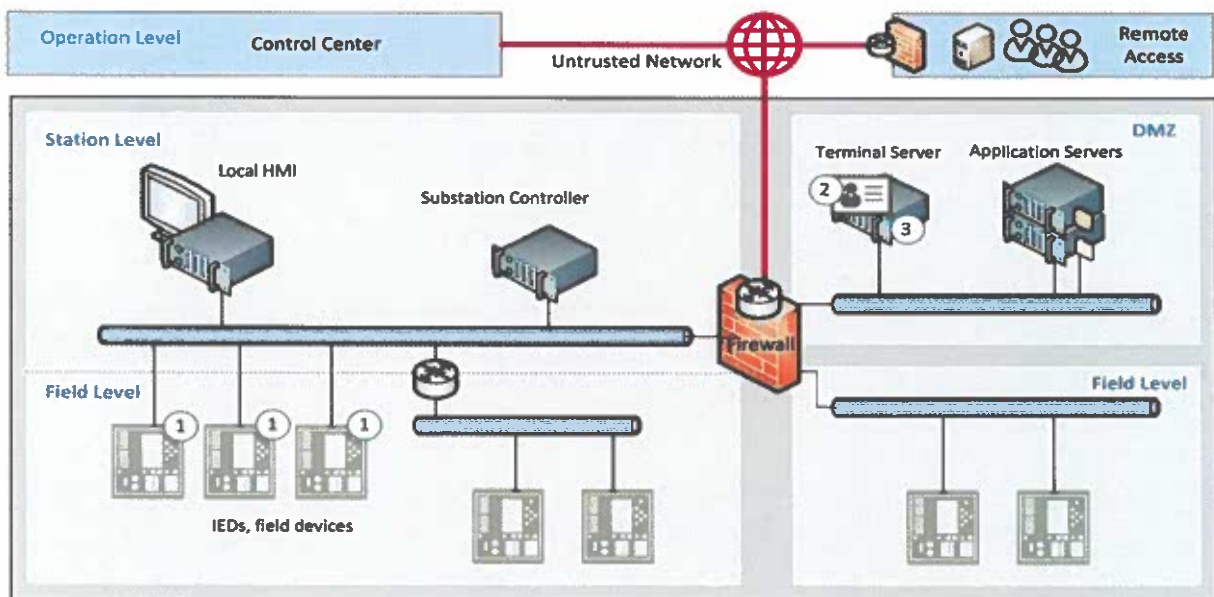 Operation Level
Control Center
Untrusted Network
Remote
Access
Station Level
Local HMI
Substation Controller
DMZ
Terminal Server
Application Servers
2
3
Firewall
Field Level
1
1
1
IEDs, field devices
Field Level